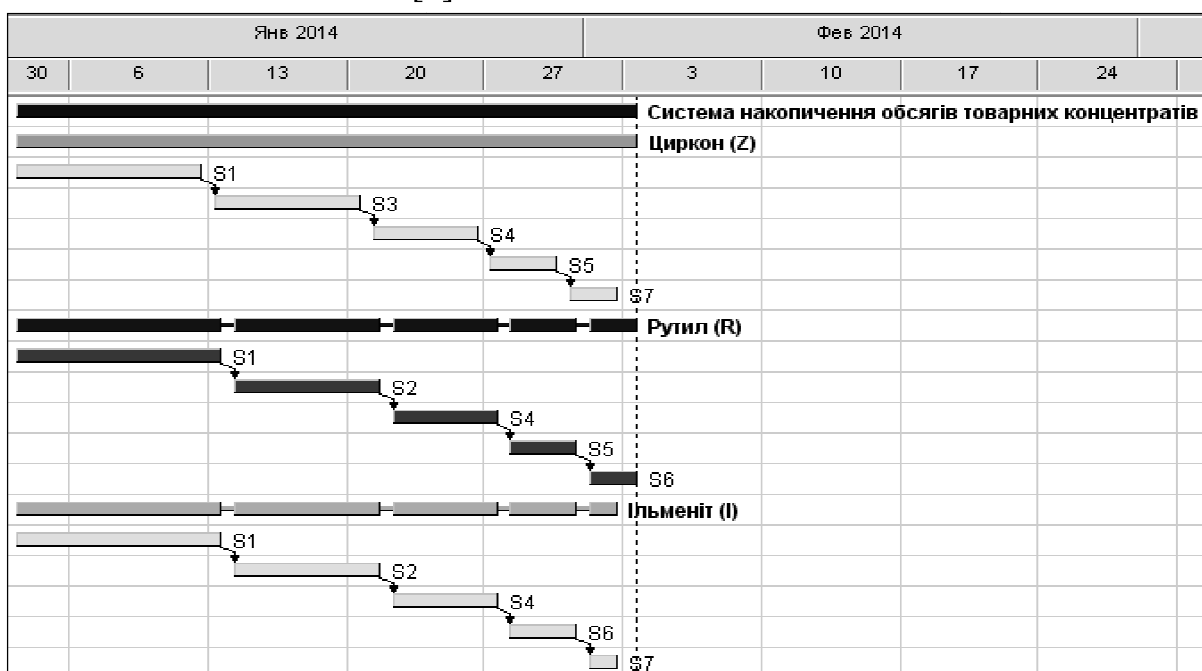 Янв 2014 Фев 2014
30 6 13 20 27 3 10 17 24
Система накопичення обсягів товарних концентратів
Циркон (Z)
S1
S3
S4
S5
S7
Рутил (R)
S1
S2
S4
S5
S6
Ільменіт (I)
S1
S2
S4
S6
S7